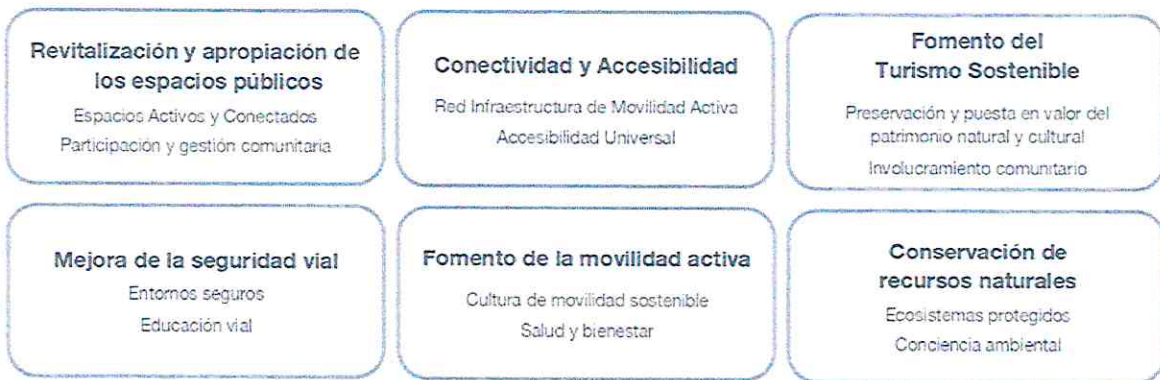 Revitalización y apropiación de
los espacios públicos
Espacios Activos y Conectados
Participación y gestión comunitaria
Conectividad y Accesibilidad
Red Infraestructura de Movilidad Activa
Accesibilidad Universal
Fomento del
Turismo Sostenible
Preservación y puesta en valor del
patrimonio natural y cultural
Involucramiento comunitario
Mejora de la seguridad vial
Entornos seguros
Educación vial
Fomento de la movilidad activa
Cultura de movilidad sostenible
Salud y bienestar
Conservación de
recursos naturales
Ecosistemas protegidos
Conciencia ambiental